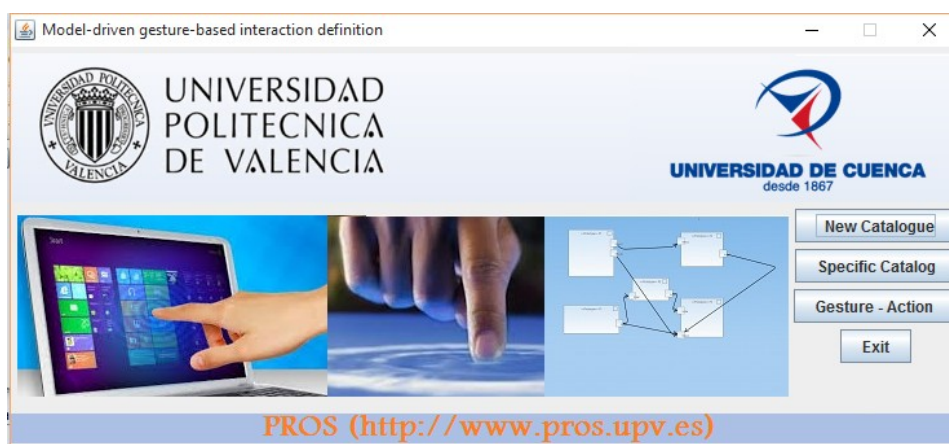 Model-driven gesture-based interaction definition
UNIVERSIDAD
POLITECNICA
DE VALENCIA
UNIVERSIDAD DE CUENCA
desde 1867
Start
New Catalogue
Specific Catalog
Gesture - Action
Exit
PROS (http://www.pros.upv.es)